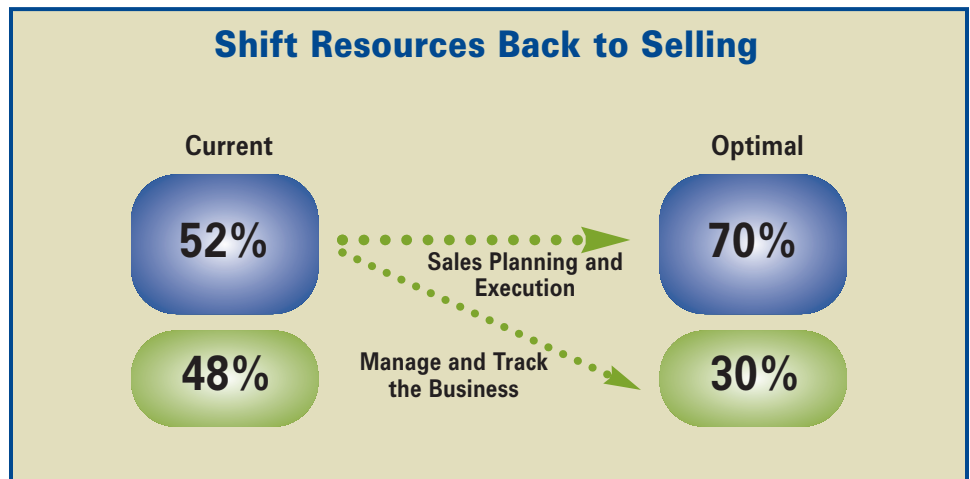 Shift Resources Back to Selling
Current
Optimal
52%
70%
Sales Planning and
Execution
48%
30%
Manage and Track
the Business